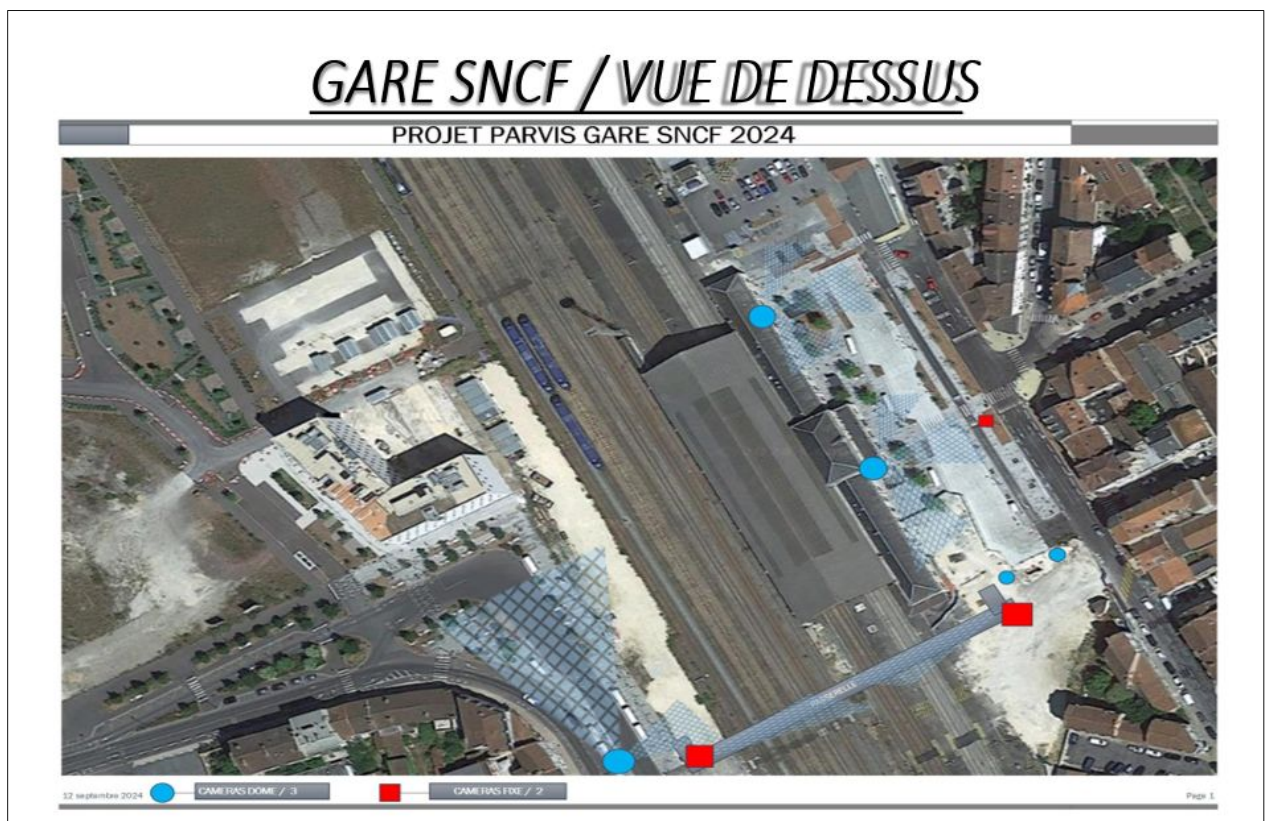 GARE SNCF / VUE DE DESSUS
PROJET PARVIS GARE SNCF 2024
PASSERELLE
12 septembre 2024
CAMERAS DOME / 3
CAMERAS FIXE / 2
Page 1